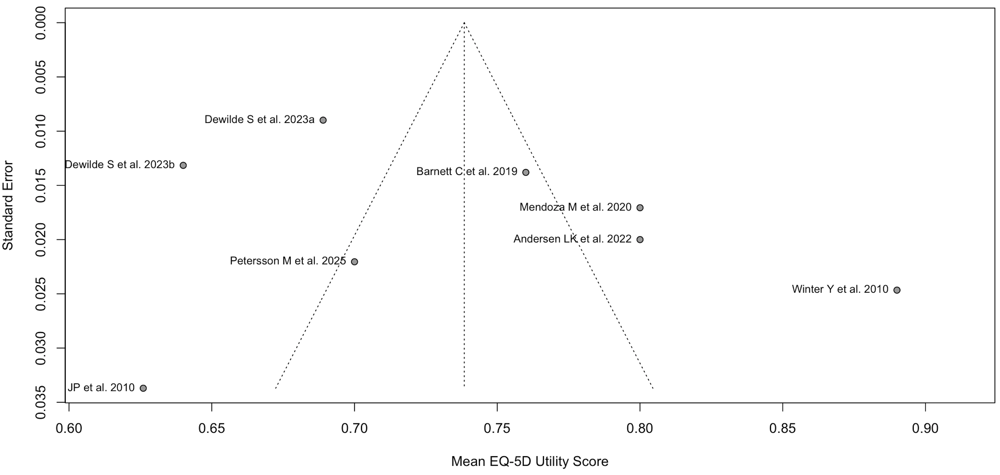 0.000
0.005
0.010
0.015
0.020
0.025
0.030
0.035
Standard Error
Dewilde S et al. 2023a
Dewilde S et al. 2023b
Barnett C et al. 2019
Mendoza M et al. 2020
Andersen LK et al. 2022
Petersson M et al. 2025
Winter Y et al. 2010
JP et al. 2010
0.60 0.65 0.70 0.75 0.80 0.85 0.90
Mean EQ-5D Utility Score